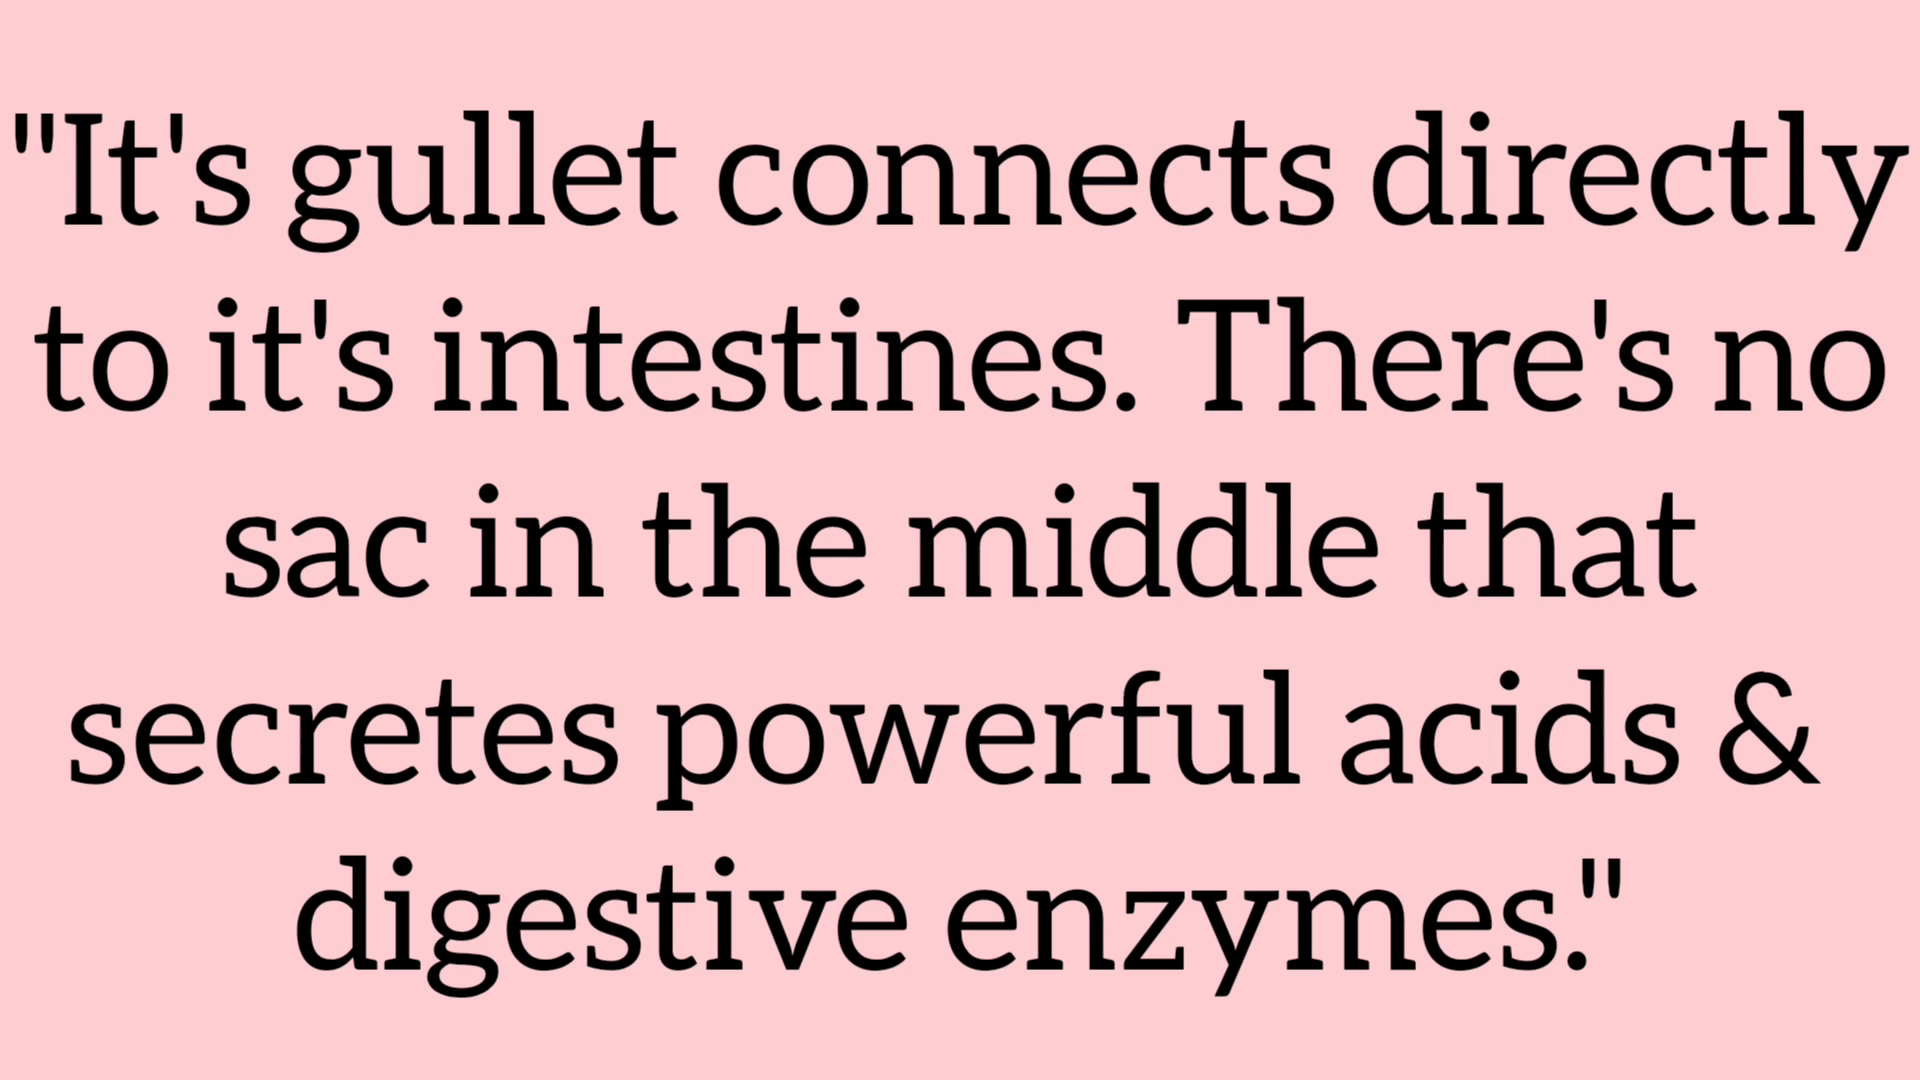 "It's gullet connects directly
to it's intestines. There's no
sac in the middle that
secretes powerful acids &
digestive enzymes."